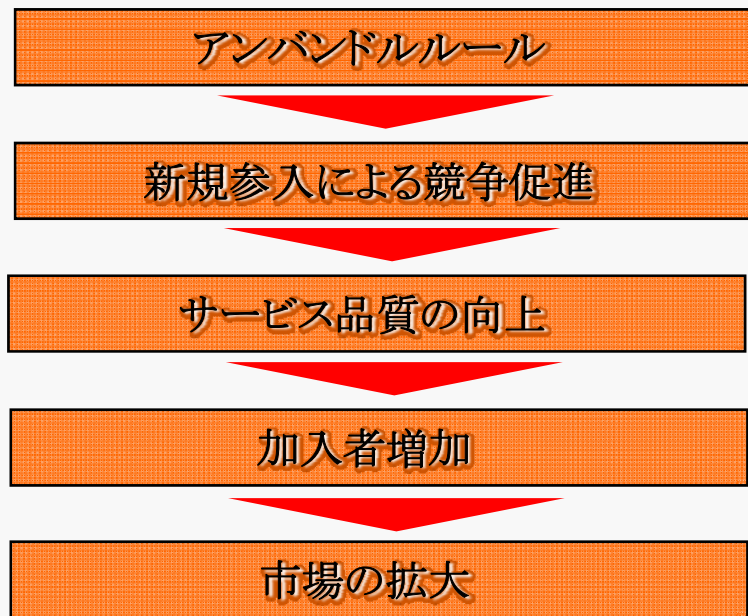 アンバンドルルール
新規参入による競争促進
サービス品質の向上
加入者増加
市場の拡大